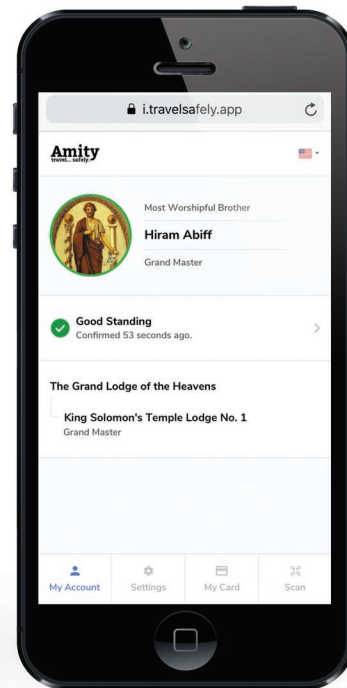 i.travelsafely.app
Amity
travel... safely.
Most Worshipful Brother
Hiram Abiff
Grand Master
Good Standing
Confirmed 53 seconds ago.
The Grand Lodge of the Heavens
King Solomon's Temple Lodge No. 1
Grand Master
My Account Settings My Card Scan